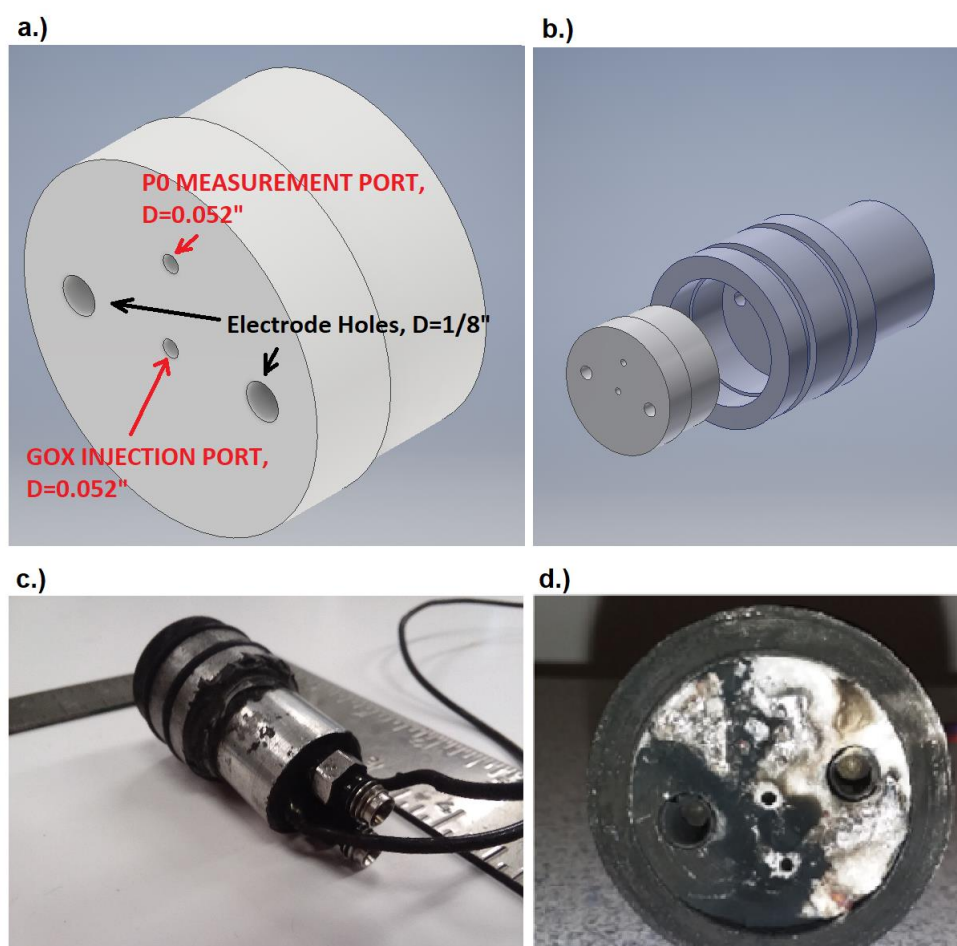 a.)
b.)
P0 MEASUREMENT PORT,
D=0.052"
Electrode Holes, D=1/8"
GOX INJECTION PORT,
D=0.052"
c.)
d.)